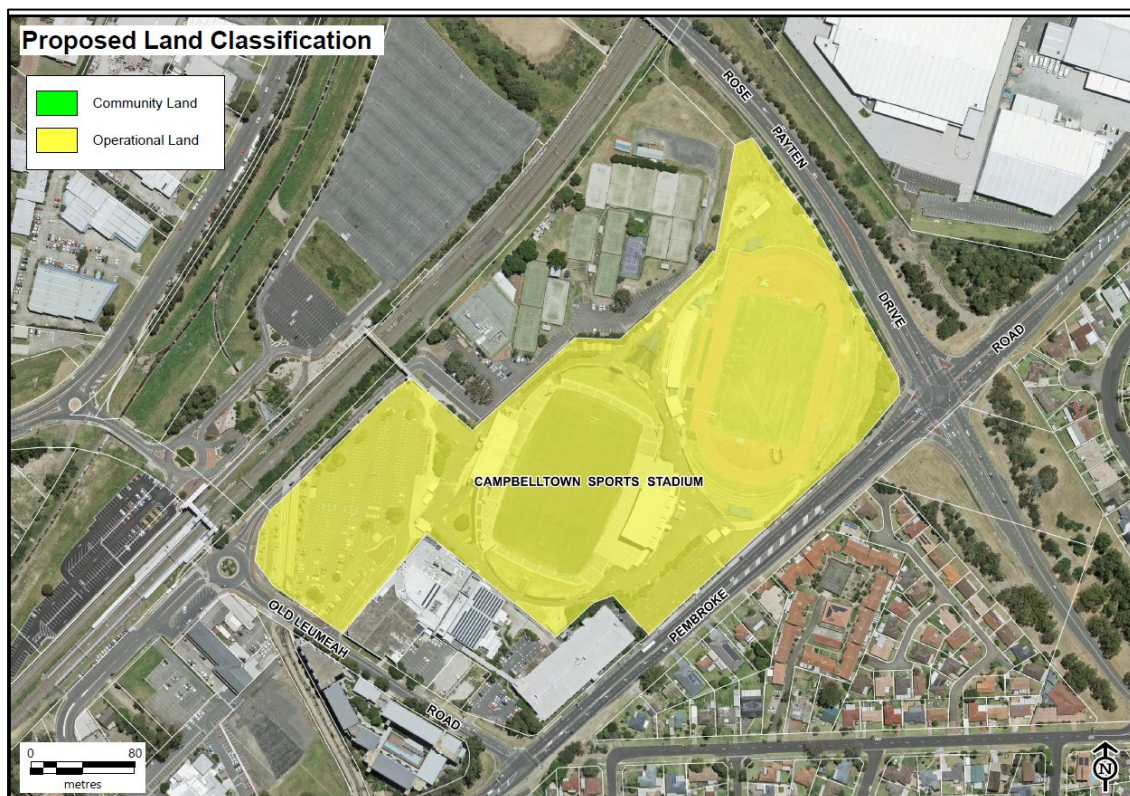 Proposed Land Classification
Community Land
Operational Land
ROSE
PAYTEN
DRIVE
ROAD
CAMPBELLTOWN SPORTS STADIUM
PEMBROKE
OLD LEUMEAH
ROAD
0 80
metres
N